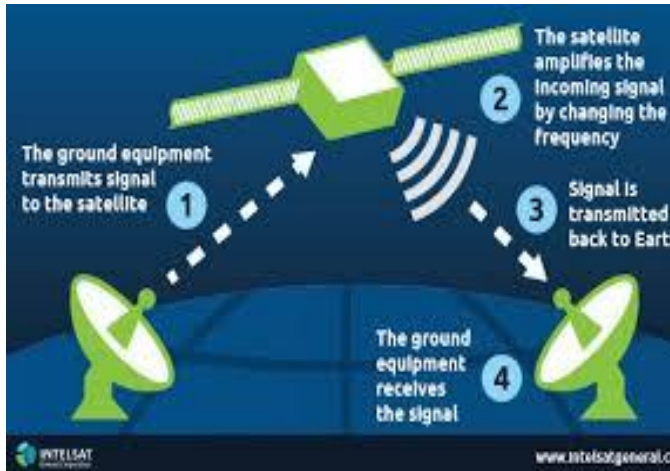 The ground equipment
transmits signal
to the satellite
1
2
The satellite
amplifies the
incoming signal
by changing the
frequency
3
Signal is
transmitted
back to Eart
The ground
equipment
receives
the signal
4
INTELSAT
www.intelsatgeneral.c